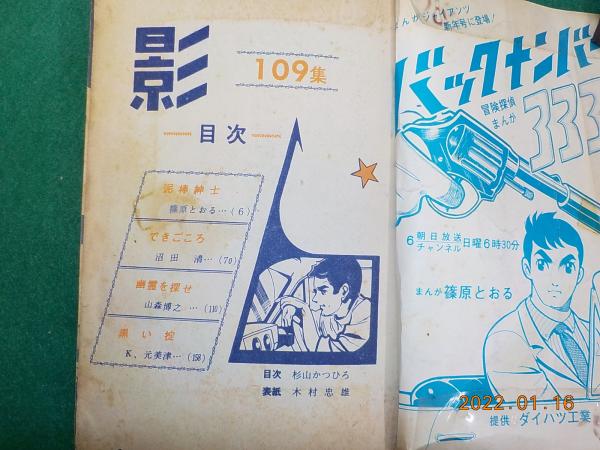 影
109集
目次
泥棒紳士
篠原とおる…(6)
できごころ
沼田 清…(70)
幽霊を探せ
山森博之…(110)
黒い掟
K、元美津…(158)
目次 杉山かつひろ
表紙 木村忠雄
まんがジャイアンツ
新年号に登場！
バックナンバー
冒険探偵
まんが
333
6 朝日放送
チャンネル 日曜6時30分
まんが 篠原とおる
提供 ダイハツ工業
2022.01.16